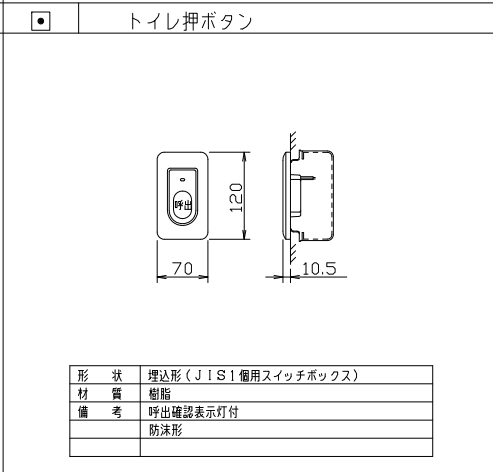 トイレ押ボタン
呼出
120
70
10.5
形　状　埋込形（ＪＩＳ１個用スイッチボックス）
材　質　樹脂
備　考　呼出確認表示灯付
防沫形